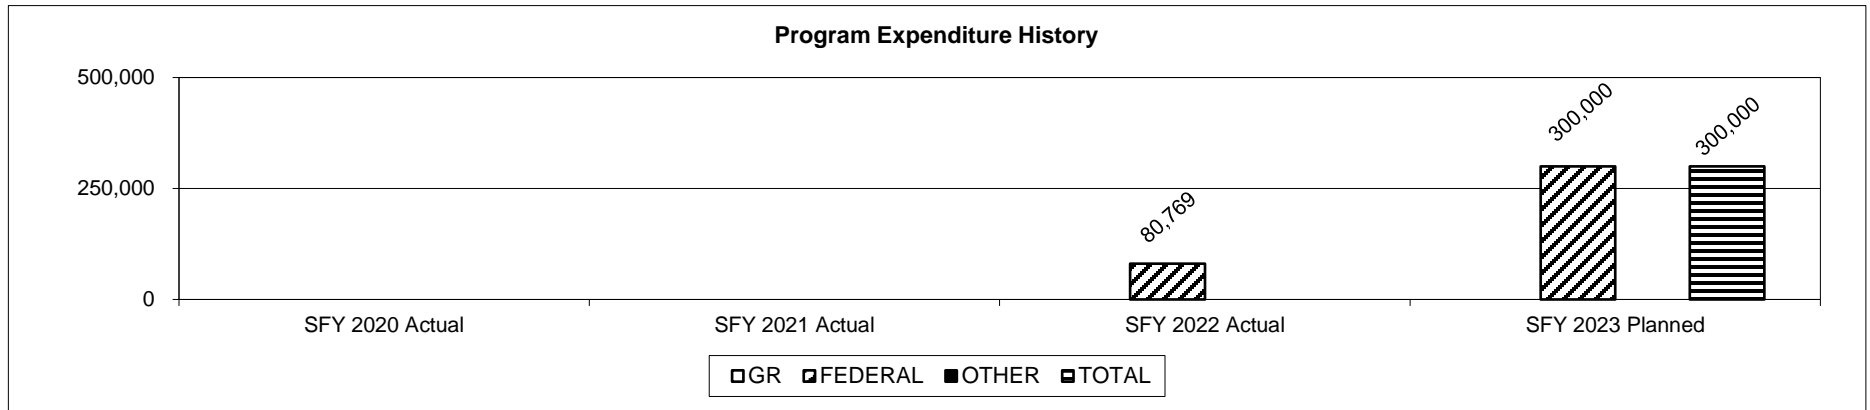 Program Expenditure History
500,000
300,000
300,000
250,000
80,769
0
SFY 2020 Actual SFY 2021 Actual SFY 2022 Actual SFY 2023 Planned
GR FEDERAL OTHER TOTAL